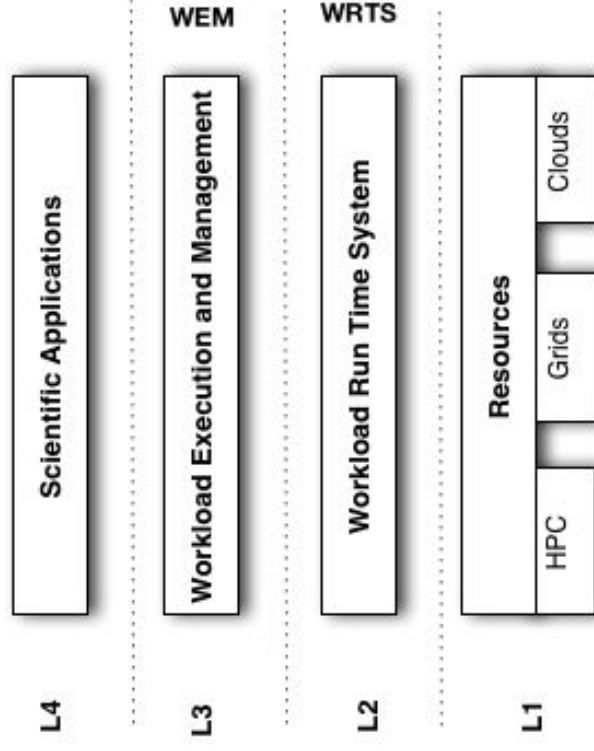 WEM
WRTS
L4
Scientific Applications
L3
Workload Execution and Management
L2
Workload Run Time System
L1
Resources
HPC
Grids
Clouds